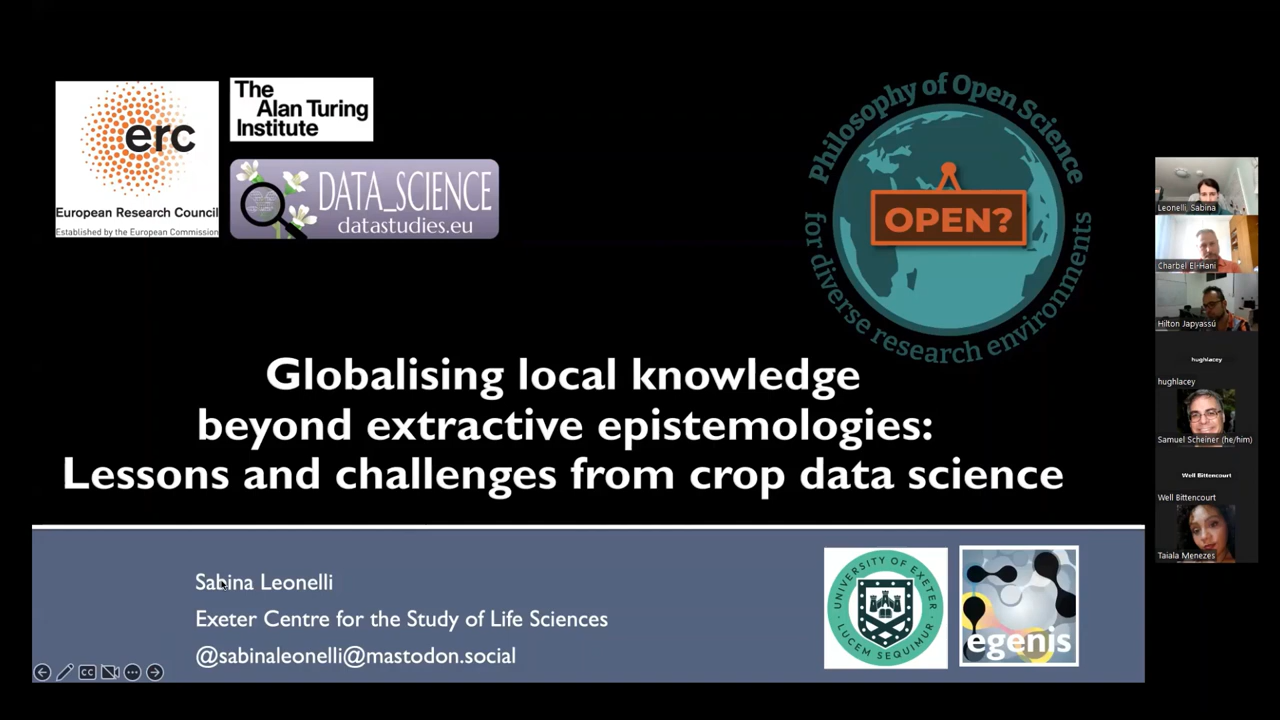 erc
European Research Council
Established by the European Commission
The
Alan Turing
Institute
DATA_SCIENCE
datastudies.eu
Philosophy of Open Science
for diverse research environments
OPEN?
Globalising local knowledge
beyond extractive epistemologies:
Lessons and challenges from crop data science
Sabina Leonelli
Exeter Centre for the Study of Life Sciences
@sabinaleonelli@mastodon.social
UNIVERSITY OF EXETER
LUCEM SEQUIMUR
egenis
CC
Leonelli, Sabina
Charbel El-Hani
Hilton Japyassú
hughlacey
hughlacey
Samuel Scheiner (he/him)
Well Bittencourt
Well Bittencourt
Taiala Menezes